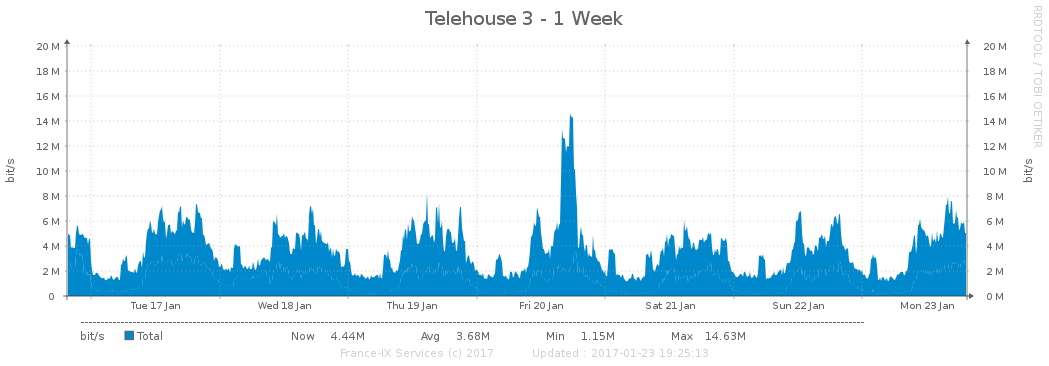 Telehouse 3 - 1 Week
RRDTOOL / TOBI OETIKER
bit/s
bit/s
20 M 20 M
18 M 18 M
16 M 16 M
14 M 14 M
12 M 12 M
10 M 10 M
8 M 8 M
6 M 6 M
4 M 4 M
2 M 2 M
0 0 M
Tue 17 Jan Wed 18 Jan Thu 19 Jan Fri 20 Jan Sat 21 Jan Sun 22 Jan Mon 23 Jan
bit/s Total Now 4.44M Avg 3.68M Min 1.15M Max 14.63M
France-IX Services (c) 2017 Updated : 2017-01-23 19:25:13